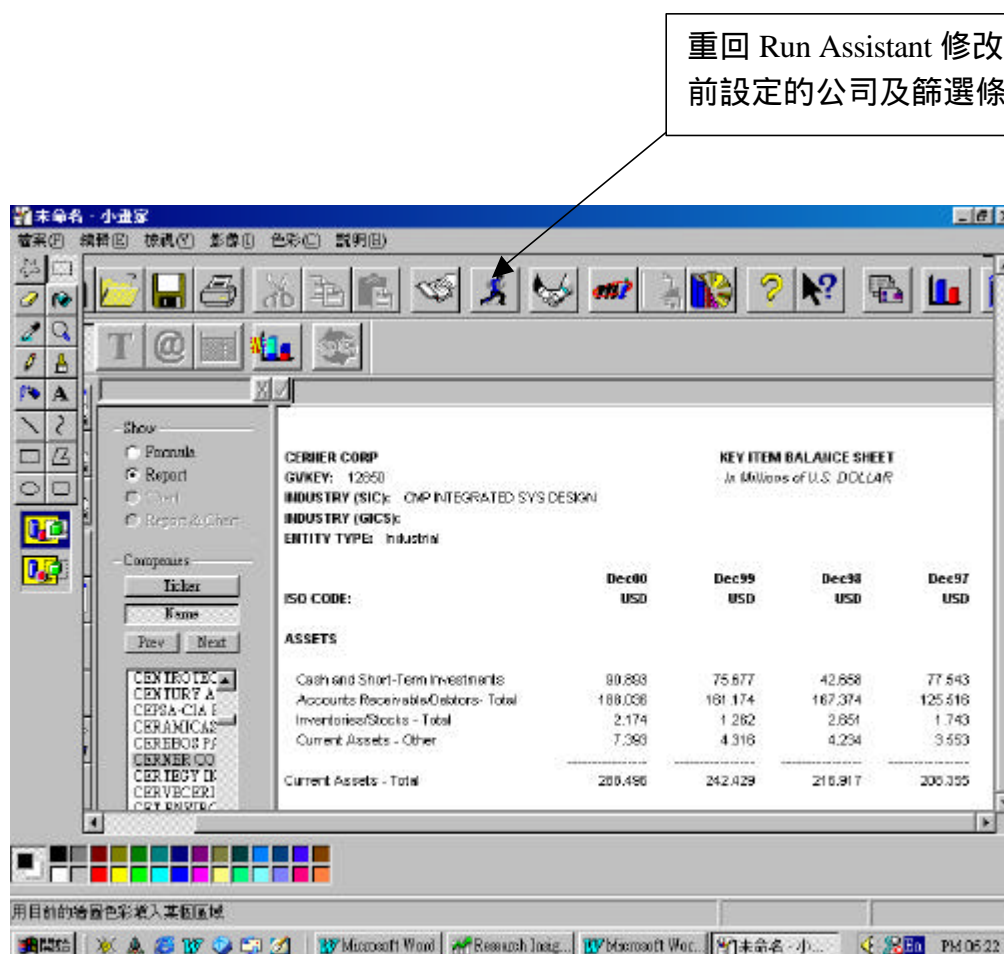 重回 Run Assistant 修改
前設定的公司及篩選條
未命名 - 小畫家
檔案(F) 編輯(E) 檢視(V) 影像(I) 色彩(C) 說明(H)
Show
Formula
Report
Chart
Report & Chart
Companies
Ticker
Name
Prev Next
CENTROTEC
CENTURY A
CEPSA-CIA E
CERAMICAS
CEREBOS PA
CERNER CO
CERTEGY IN
CERVECERI
CERNER CORP KEY ITEM BALANCE SHEET
GVKEY: 12850 In Millions of U.S. DOLLAR
INDUSTRY (SIC): CMP INTEGRATED SYS DESIGN
INDUSTRY (GICS):
ENTITY TYPE: Industrial
Dec00 Dec99 Dec98 Dec97
ISO CODE: USD USD USD USD
ASSETS
Cash and Short-Term Investments 90.893 75.677 42.658 77.543
Accounts Receivable/Debtors- Total 166.036 161.174 167.374 125.516
Inventories/Stocks - Total 2.174 1.262 2.651 1.743
Current Assets - Other 7.393 4.316 4.234 3.553
Current Assets - Total 242.429 216.917
用目前的繪圖色彩填入某個區域
開始 Microsoft Word Research Insig... Microsoft Wor... 未命名 - 小... En PM 06:22